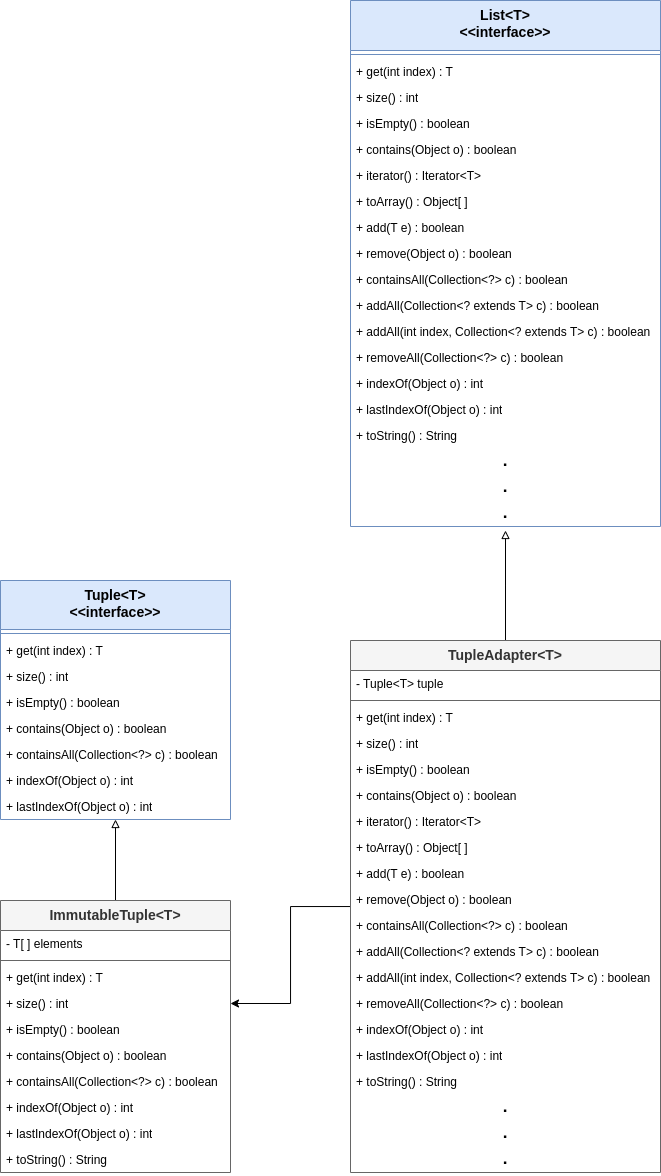 List<T>
<<interface>>
+ get(int index) : T
+ size() : int
+ isEmpty() : boolean
+ contains(Object o) : boolean
+ iterator() : Iterator<T>
+ toArray() : Object[ ]
+ add(T e) : boolean
+ remove(Object o) : boolean
+ containsAll(Collection<?> c) : boolean
+ addAll(Collection<? extends T> c) : boolean
+ addAll(int index, Collection<? extends T> c) : boolean
+ removeAll(Collection<?> c) : boolean
+ indexOf(Object o) : int
+ lastIndexOf(Object o) : int
+ toString() : String
.
.
.
Tuple<T>
<<interface>>
+ get(int index) : T
+ size() : int
+ isEmpty() : boolean
+ contains(Object o) : boolean
+ containsAll(Collection<?> c) : boolean
+ indexOf(Object o) : int
+ lastIndexOf(Object o) : int
ImmutableTuple<T>
- T[ ] elements
+ get(int index) : T
+ size() : int
+ isEmpty() : boolean
+ contains(Object o) : boolean
+ containsAll(Collection<?> c) : boolean
+ indexOf(Object o) : int
+ lastIndexOf(Object o) : int
+ toString() : String
TupleAdapter<T>
- Tuple<T> tuple
+ get(int index) : T
+ size() : int
+ isEmpty() : boolean
+ contains(Object o) : boolean
+ iterator() : Iterator<T>
+ toArray() : Object[ ]
+ add(T e) : boolean
+ remove(Object o) : boolean
+ containsAll(Collection<?> c) : boolean
+ addAll(Collection<? extends T> c) : boolean
+ addAll(int index, Collection<? extends T> c) : boolean
+ removeAll(Collection<?> c) : boolean
+ indexOf(Object o) : int
+ lastIndexOf(Object o) : int
+ toString() : String
.
.
.